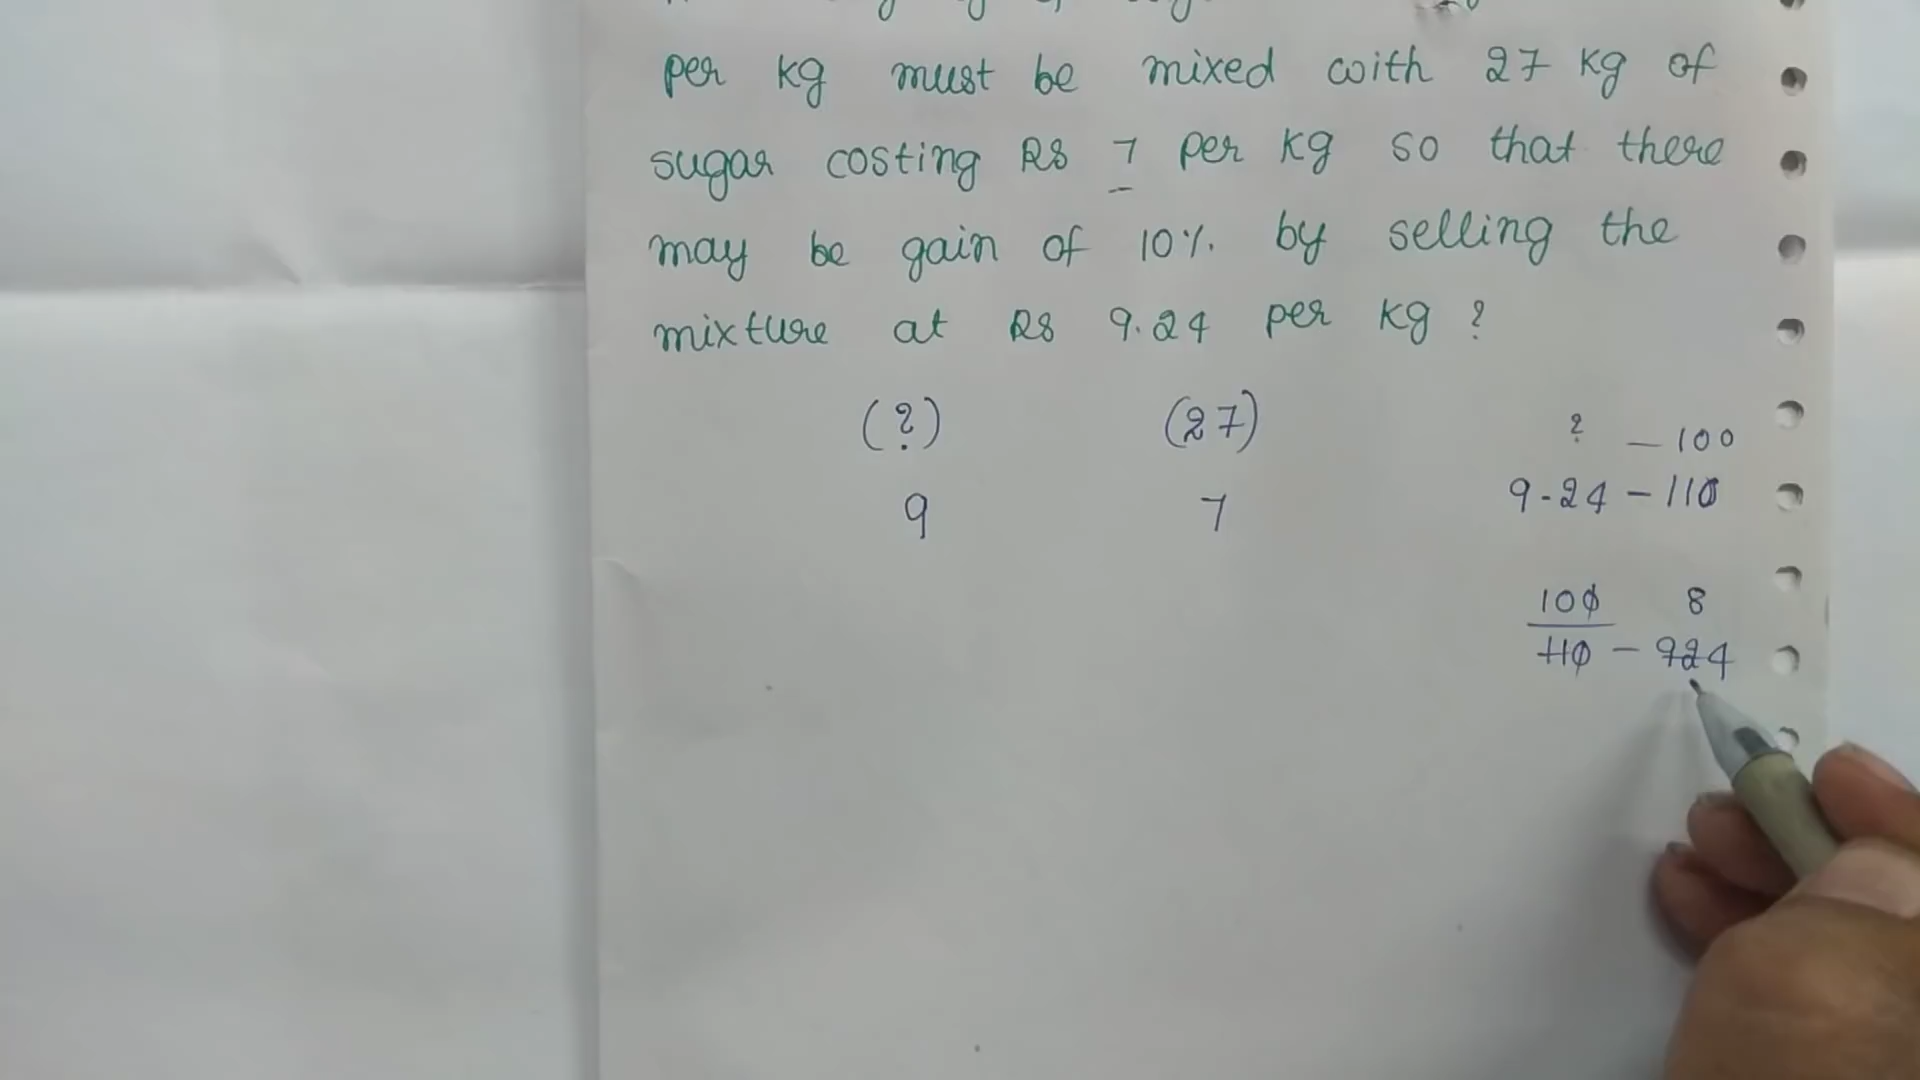 per kg must be mixed with 27 kg of
sugar costing Rs 7 per kg so that there
may be gain of 10%. by selling the
mixture at Rs 9.24 per kg ?
(?) (27)
9 7
? — 100
9-24 - 110
100 8
110 - 924